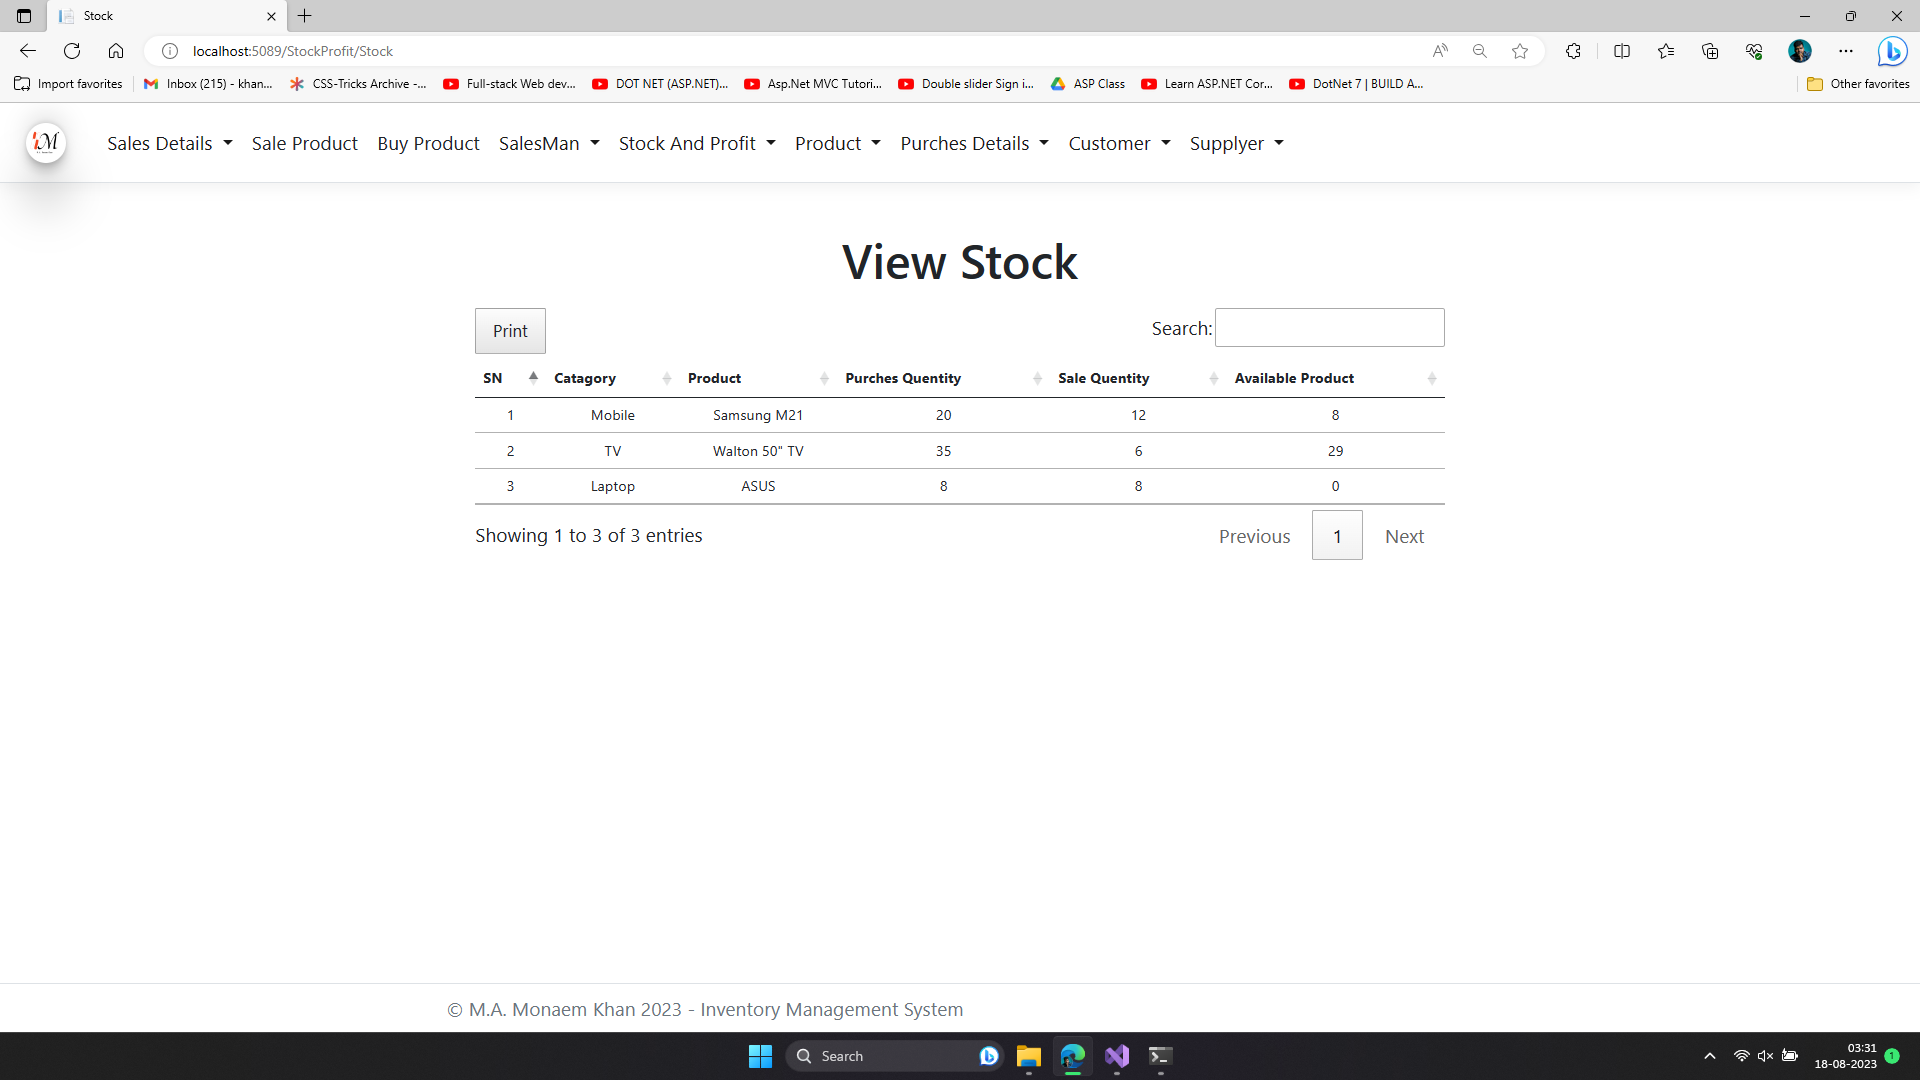 Stock
localhost:5089/StockProfit/Stock
Import favorites Inbox (215) - khan... CSS-Tricks Archive -... Full-stack Web dev... DOT NET (ASP.NET)... Asp.Net MVC Tutori... Double slider Sign i... ASP Class Learn ASP.NET Cor... DotNet 7 | BUILD A... Other favorites
Sales Details Sale Product Buy Product SalesMan Stock And Profit Product Purches Details Customer Supplyer
View Stock
Print Search:
SN Catagory Product Purches Quentity Sale Quentity Available Product
1 Mobile Samsung M21 20 12 8
2 TV Walton 50" TV 35 6 29
3 Laptop ASUS 8 8 0
Showing 1 to 3 of 3 entries Previous 1 Next
© M.A. Monaem Khan 2023 - Inventory Management System
Search
03:31
18-08-2023
1